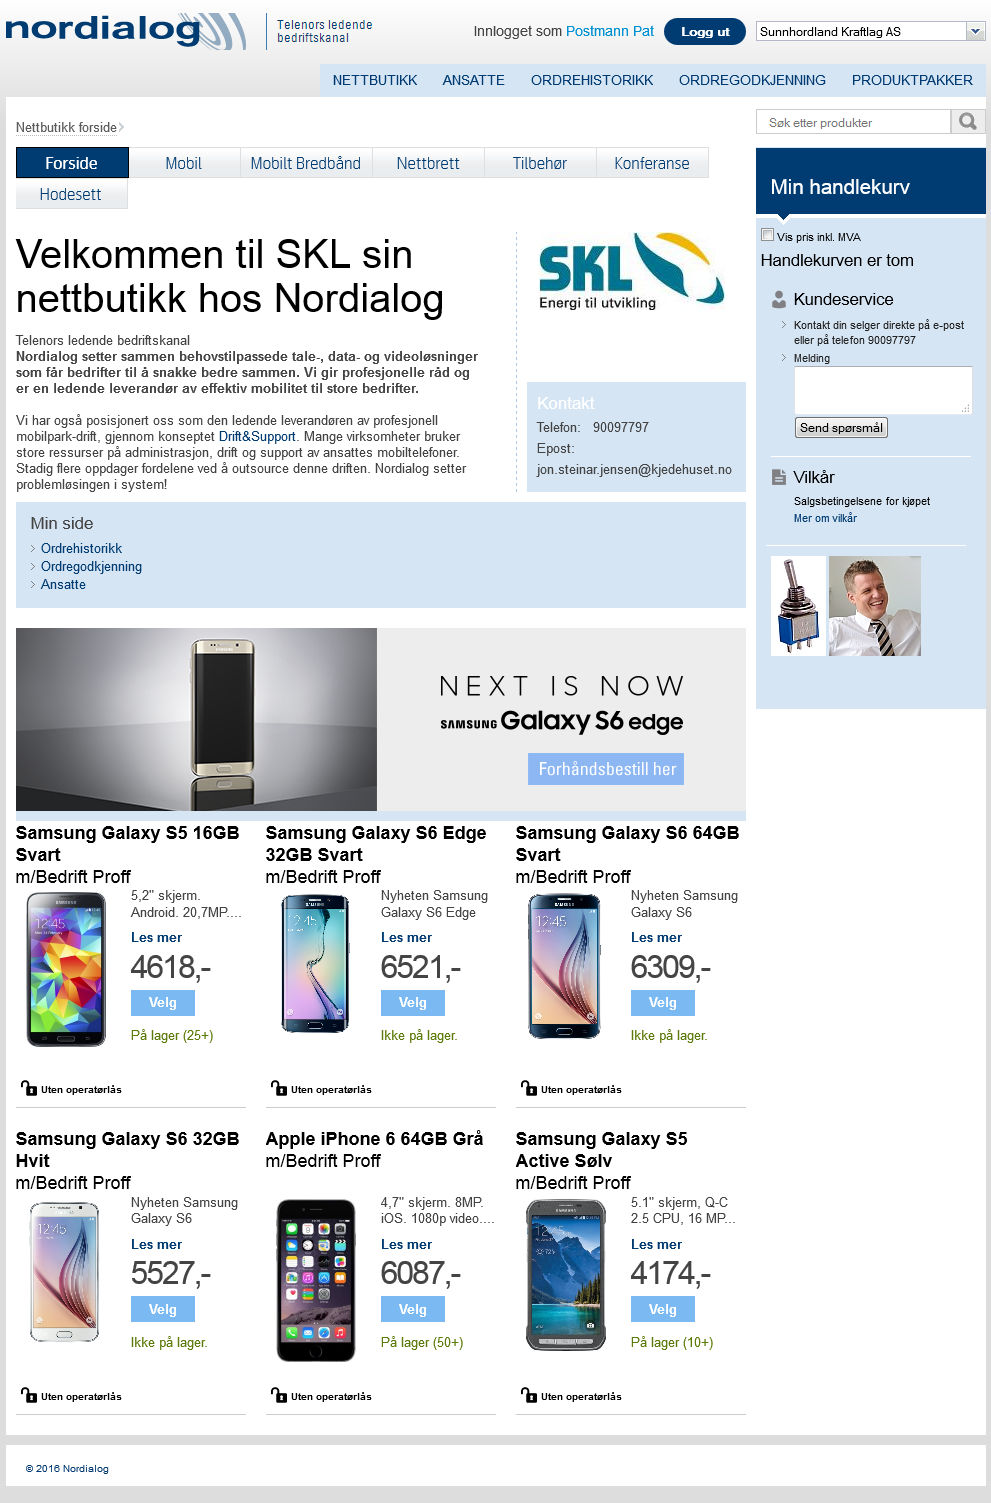 nordialog
Telenors ledende
bedriftskanal
Innlogget som Postmann Pat
Logg ut
Sunnhordland Kraftlag AS
NETTBUTIKK ANSATTE ORDREHISTORIKK ORDREGODKJENNING PRODUKTPAKKER
Nettbutikk forside
Søk etter produkter
Forside Mobil Mobilt Bredbånd Nettbrett Tilbehør Konferanse
Hodesett
Velkommen til SKL sin
nettbutikk hos Nordialog
Telenors ledende bedriftskanal
Nordialog setter sammen behovstilpassede tale-, data- og videoløsninger
som får bedrifter til å snakke bedre sammen. Vi gir profesjonelle råd og
er en ledende leverandør av effektiv mobilitet til store bedrifter.
Vi har også posisjonert oss som den ledende leverandøren av profesjonell
mobilpark-drift, gjennom konseptet Drift&Support. Mange virksomheter bruker
store ressurser på administrasjon, drift og support av ansattes mobiltelefoner.
Stadig flere oppdager fordelene ved å outsource denne driften. Nordialog setter
problemløsingen i system!
SKL
Energi til utvikling
Kontakt
Telefon: 90097797
Epost:
jon.steinar.jensen@kjedehuset.no
Min handlekurv
Vis pris inkl. MVA
Handlekurven er tom
Kundeservice
Kontakt din selger direkte på e-post
eller på telefon 90097797
Melding
Send spørsmål
Vilkår
Salgsbetingelsene for kjøpet
Mer om vilkår
Min side
Ordrehistorikk
Ordregodkjenning
Ansatte
NEXT IS NOW
SAMSUNG Galaxy S6 edge
Forhåndsbestill her
Samsung Galaxy S5 16GB
Svart
m/Bedrift Proff
5,2" skjerm.
Android. 20,7MP....
Les mer
4618,-
Velg
På lager (25+)
Uten operatørlås
Samsung Galaxy S6 Edge
32GB Svart
m/Bedrift Proff
Nyheten Samsung
Galaxy S6 Edge
Les mer
6521,-
Velg
Ikke på lager.
Uten operatørlås
Samsung Galaxy S6 64GB
Svart
m/Bedrift Proff
Nyheten Samsung
Galaxy S6
Les mer
6309,-
Velg
Ikke på lager.
Uten operatørlås
Samsung Galaxy S6 32GB
Hvit
m/Bedrift Proff
Nyheten Samsung
Galaxy S6
Les mer
5527,-
Velg
Ikke på lager.
Uten operatørlås
Apple iPhone 6 64GB Grå
m/Bedrift Proff
4,7" skjerm. 8MP.
iOS. 1080p video....
Les mer
6087,-
Velg
På lager (50+)
Uten operatørlås
Samsung Galaxy S5
Active Sølv
m/Bedrift Proff
5.1" skjerm, Q-C
2.5 CPU, 16 MP...
Les mer
4174,-
Velg
På lager (10+)
Uten operatørlås
© 2016 Nordialog